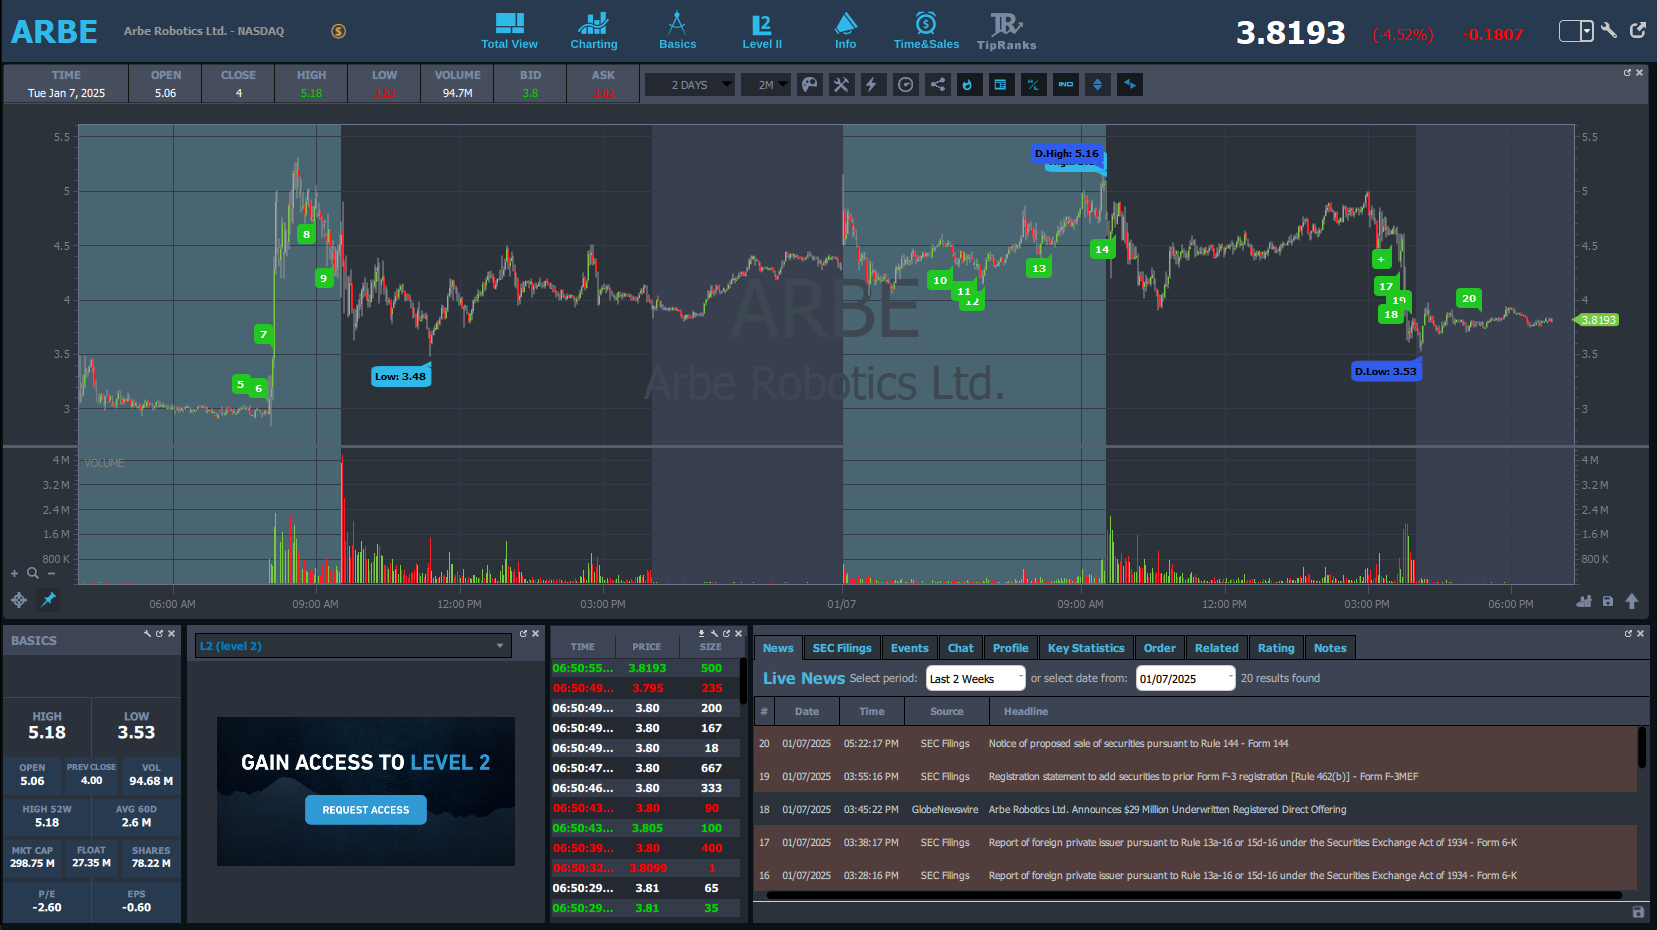 ARBE
Arbe Robotics Ltd. - NASDAQ
Total View
Charting
Basics
L2
Level II
Info
Time&Sales
TipRanks
3.8193
(-4.52%)
-0.1807
TIME OPEN CLOSE HIGH LOW VOLUME BID ASK
Tue Jan 7, 2025 5.06 4 5.18 3.53 94.7M 3.8 3.82
2 DAYS
2M
IND
5.5
5
4.5
4
3.5
3
5.5
5
4.5
4
3.5
3
3.8193
D.High: 5.16
Low: 3.48
D.Low: 3.53
5
6
7
8
9
10
11
12
13
14
+
17
19
18
20
ARBE
Arbe Robotics Ltd.
VOLUME
4 M
3.2 M
2.4 M
1.6 M
800 K
4 M
3.2 M
2.4 M
1.6 M
800 K
06:00 AM 09:00 AM 12:00 PM 03:00 PM 01/07 09:00 AM 12:00 PM 03:00 PM 06:00 PM
BASICS
HIGH LOW
5.18 3.53
OPEN PREV CLOSE VOL
5.06 4.00 94.68 M
HIGH 52W AVG 60D
5.18 2.6 M
MKT CAP FLOAT SHARES
298.75 M 27.35 M 78.22 M
P/E EPS
-2.60 -0.60
L2 (level 2)
GAIN ACCESS TO LEVEL 2
REQUEST ACCESS
TIME PRICE SIZE
06:50:55... 3.8193 500
06:50:49... 3.795 235
06:50:49... 3.80 200
06:50:49... 3.80 167
06:50:49... 3.80 18
06:50:47... 3.80 667
06:50:46... 3.80 333
06:50:43... 3.80 90
06:50:43... 3.805 100
06:50:39... 3.80 400
06:50:32... 3.8099 1
06:50:29... 3.81 65
06:50:29... 3.81 35
News SEC Filings Events Chat Profile Key Statistics Order Related Rating Notes
Live News Select period: Last 2 Weeks or select date from: 01/07/2025 20 results found
# Date Time Source Headline
20 01/07/2025 05:22:17 PM SEC Filings Notice of proposed sale of securities pursuant to Rule 144 - Form 144
19 01/07/2025 03:55:16 PM SEC Filings Registration statement to add securities to prior Form F-3 registration [Rule 462(b)] - Form F-3MEF
18 01/07/2025 03:45:22 PM GlobeNewswire Arbe Robotics Ltd. Announces $29 Million Underwritten Registered Direct Offering
17 01/07/2025 03:38:17 PM SEC Filings Report of foreign private issuer pursuant to Rule 13a-16 or 15d-16 under the Securities Exchange Act of 1934 - Form 6-K
16 01/07/2025 03:28:16 PM SEC Filings Report of foreign private issuer pursuant to Rule 13a-16 or 15d-16 under the Securities Exchange Act of 1934 - Form 6-K